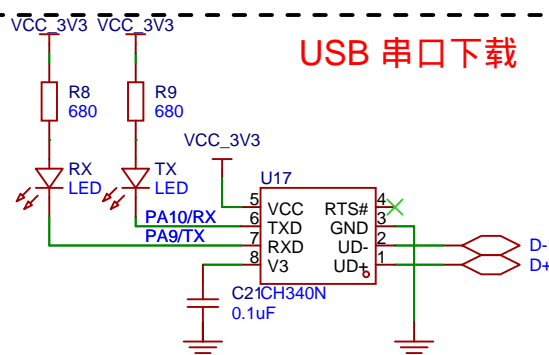 VCC_3V3 VCC_3V3
USB 串口下载
R8
680
R9
680
VCC_3V3
RX
LED
TX
LED
U17
PA10/RX
PA9/TX
5 VCC RTS# 4
6 TXD GND 3
7 RXD UD- 2
8 V3 UD+ 1
D-
D+
C21 CH340N
0.1uF